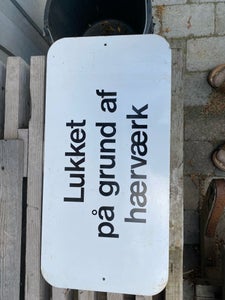 Lukket
på grund af
hærværk